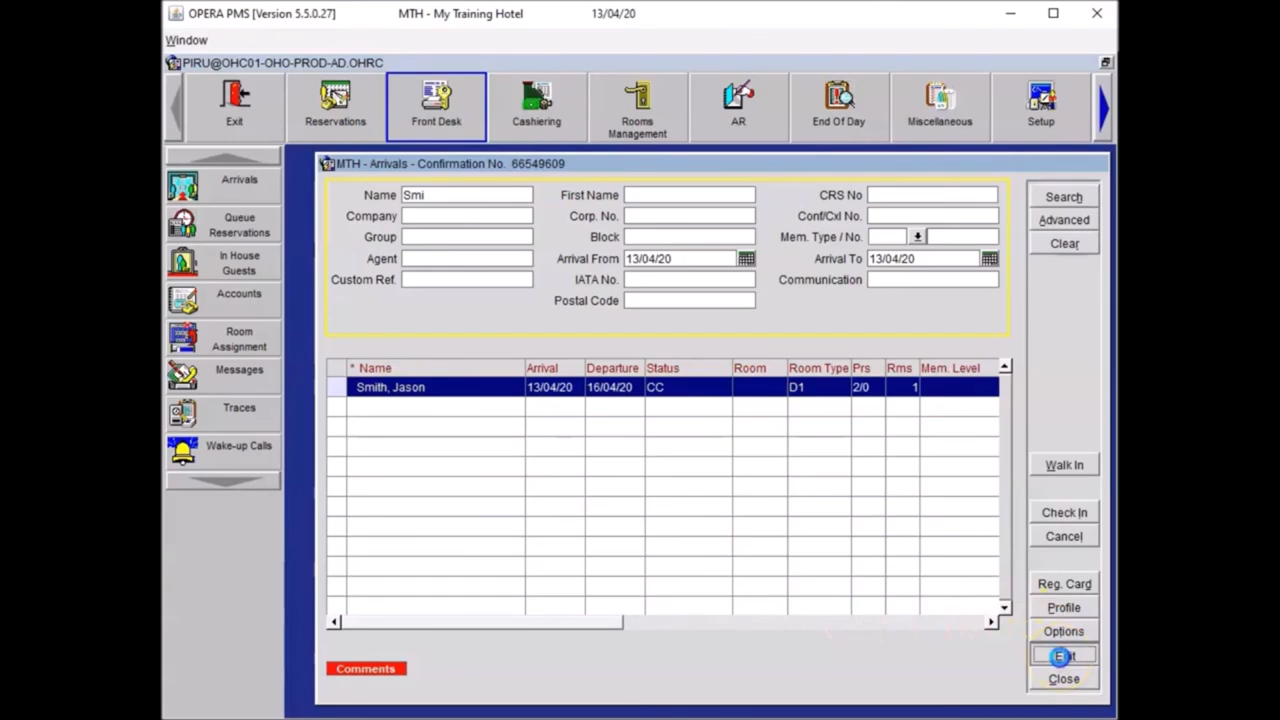 OPERA PMS [Version 5.5.0.27] MTH - My Training Hotel 13/04/20
Window
PIRU@OHC01-OHO-PROD-AD.OHRC
Exit Reservations Front Desk Cashiering Rooms Management AR End Of Day Miscellaneous Setup
MTH - Arrivals - Confirmation No. 66549609
Arrivals
Queue Reservations
In House Guests
Accounts
Room Assignment
Messages
Traces
Wake-up Calls
Name Smi First Name CRS No
Company Corp. No. Conf/Cxl No.
Group Block Mem. Type / No.
Agent Arrival From 13/04/20 Arrival To 13/04/20
Custom Ref. IATA No. Communication
Postal Code
* Name Arrival Departure Status Room Room Type Prs Rms Mem. Level
Smith, Jason 13/04/20 16/04/20 CC D1 2/0 1
Comments
Search
Advanced
Clear
Walk In
Check In
Cancel
Reg. Card
Profile
Options
Close